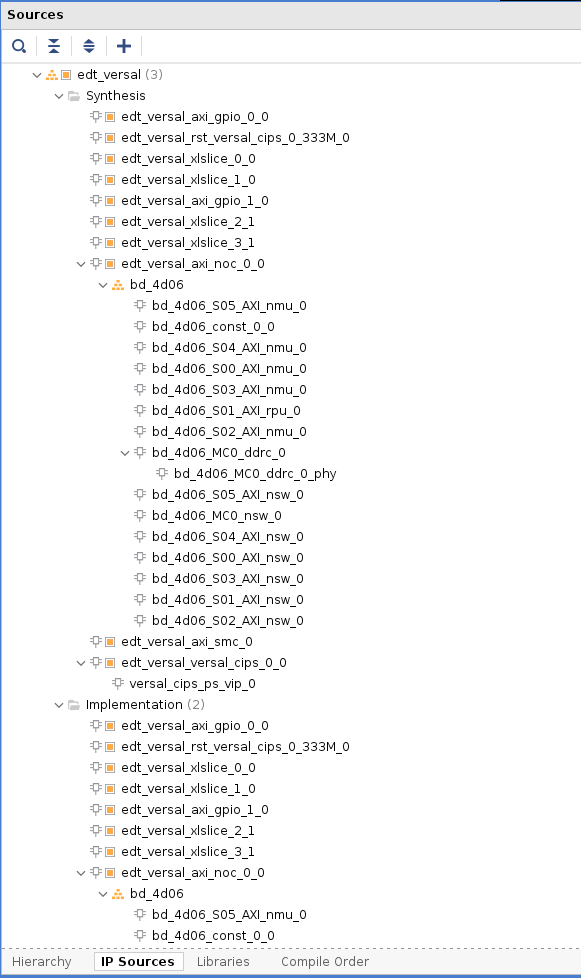 Sources
edt_versal (3)
Synthesis
edt_versal_axi_gpio_0_0
edt_versal_rst_versal_cips_0_333M_0
edt_versal_xlslice_0_0
edt_versal_xlslice_1_0
edt_versal_axi_gpio_1_0
edt_versal_xlslice_2_1
edt_versal_xlslice_3_1
edt_versal_axi_noc_0_0
bd_4d06
bd_4d06_S05_AXI_nmu_0
bd_4d06_const_0_0
bd_4d06_S04_AXI_nmu_0
bd_4d06_S00_AXI_nmu_0
bd_4d06_S03_AXI_nmu_0
bd_4d06_S01_AXI_rpu_0
bd_4d06_S02_AXI_nmu_0
bd_4d06_MC0_ddrc_0
bd_4d06_MC0_ddrc_0_phy
bd_4d06_S05_AXI_nsw_0
bd_4d06_MC0_nsw_0
bd_4d06_S04_AXI_nsw_0
bd_4d06_S00_AXI_nsw_0
bd_4d06_S03_AXI_nsw_0
bd_4d06_S01_AXI_nsw_0
bd_4d06_S02_AXI_nsw_0
edt_versal_axi_smc_0
edt_versal_versal_cips_0_0
versal_cips_ps_vip_0
Implementation (2)
edt_versal_axi_gpio_0_0
edt_versal_rst_versal_cips_0_333M_0
edt_versal_xlslice_0_0
edt_versal_xlslice_1_0
edt_versal_axi_gpio_1_0
edt_versal_xlslice_2_1
edt_versal_xlslice_3_1
edt_versal_axi_noc_0_0
bd_4d06
bd_4d06_S05_AXI_nmu_0
bd_4d06_const_0_0
Hierarchy IP Sources Libraries Compile Order